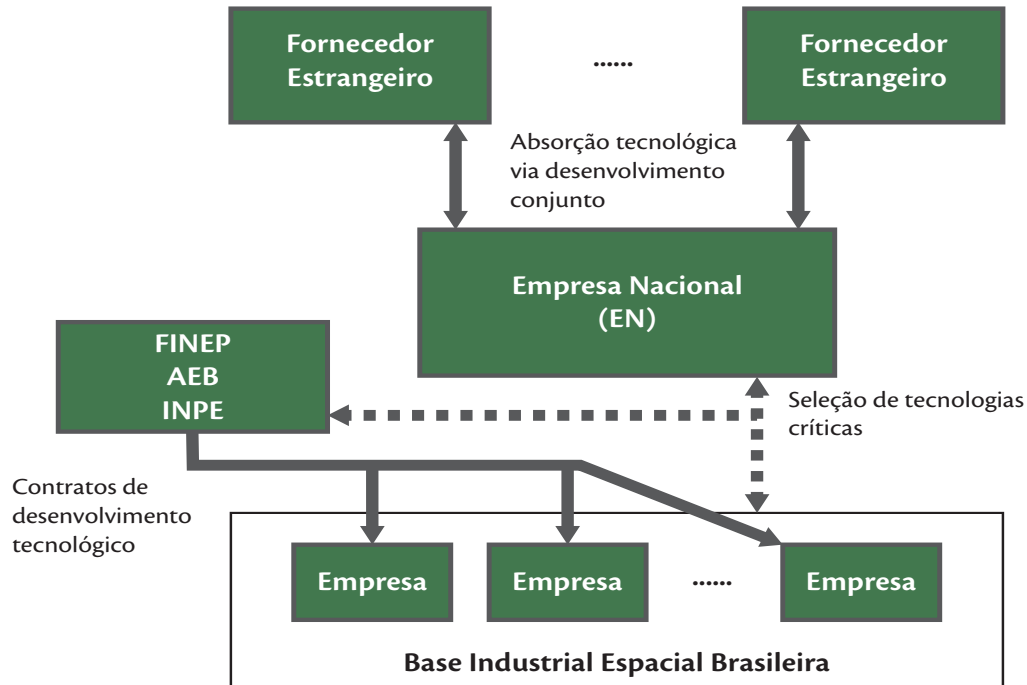 Fornecedor
Estrangeiro
......
Fornecedor
Estrangeiro
Absorção tecnológica
via desenvolvimento
conjunto
Empresa Nacional
(EN)
FINEP
AEB
INPE
Seleção de tecnologias
críticas
Contratos de
desenvolvimento
tecnológico
Empresa
Empresa
......
Empresa
Base Industrial Espacial Brasileira